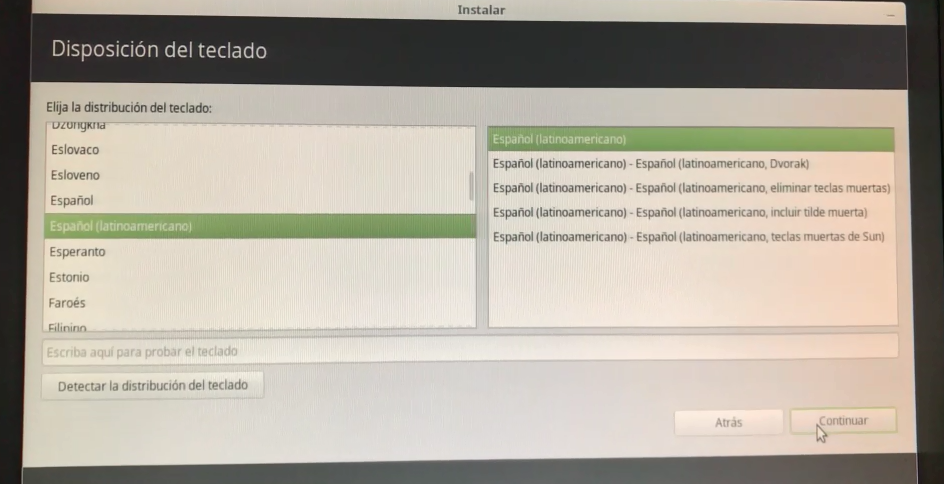 Instalar
Disposición del teclado
Elija la distribución del teclado:
Dzongkha
Eslovaco
Esloveno
Español
Español (latinoamericano)
Esperanto
Estonio
Faroés
Filipino
Español (latinoamericano)
Español (latinoamericano) - Español (latinoamericano, Dvorak)
Español (latinoamericano) - Español (latinoamericano, eliminar teclas muertas)
Español (latinoamericano) - Español (latinoamericano, incluir tilde muerta)
Español (latinoamericano) - Español (latinoamericano, teclas muertas de Sun)
Escriba aquí para probar el teclado
Detectar la distribución del teclado
Atrás
Continuar